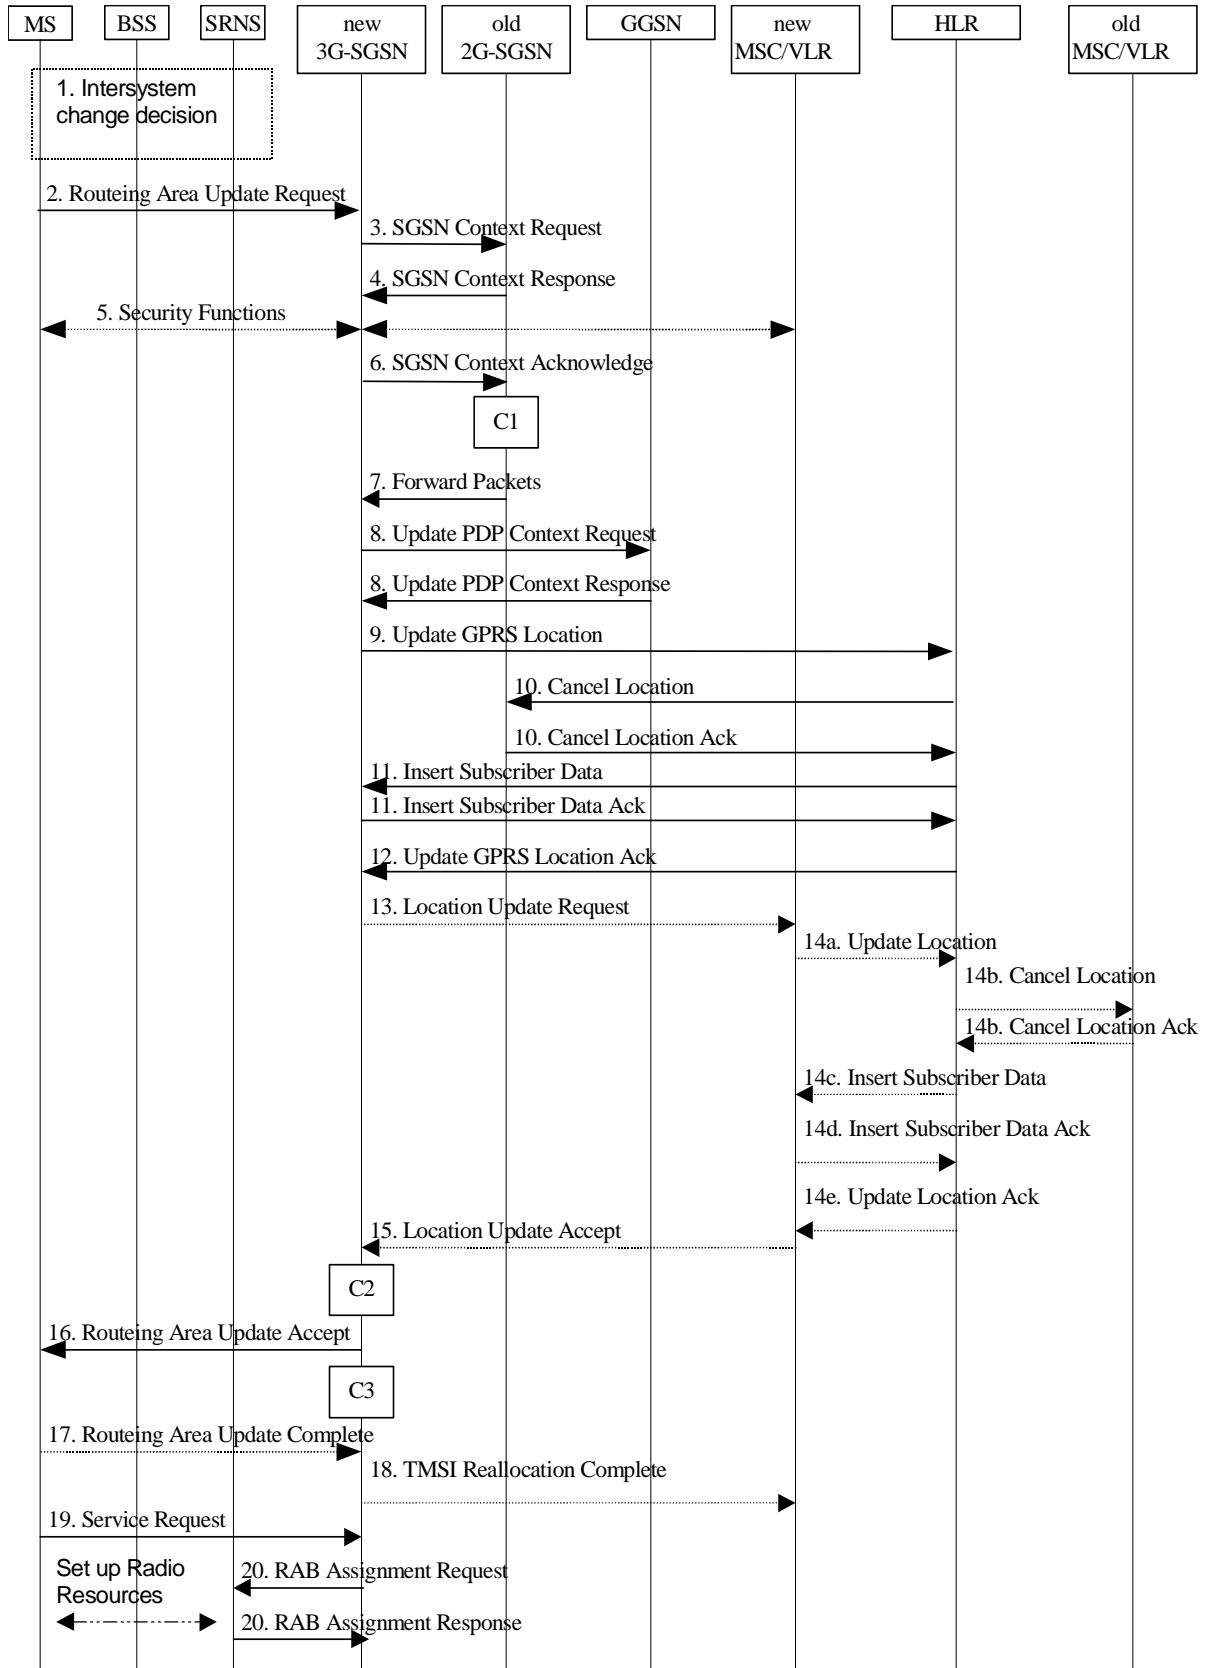 MS
BSS
SRNS
new
3G-SGSN
old
2G-SGSN
GGSN
new
MSC/VLR
HLR
old
MSC/VLR
1. Intersystem
change decision
2. Routeing Area Update Request
3. SGSN Context Request
4. SGSN Context Response
5. Security Functions
6. SGSN Context Acknowledge
C1
7. Forward Packets
8. Update PDP Context Request
8. Update PDP Context Response
9. Update GPRS Location
10. Cancel Location
10. Cancel Location Ack
11. Insert Subscriber Data
11. Insert Subscriber Data Ack
12. Update GPRS Location Ack
13. Location Update Request
14a. Update Location
14b. Cancel Location
14b. Cancel Location Ack
14c. Insert Subscriber Data
14d. Insert Subscriber Data Ack
14e. Update Location Ack
15. Location Update Accept
C2
16. Routeing Area Update Accept
C3
17. Routeing Area Update Complete
18. TMSI Reallocation Complete
19. Service Request
Set up Radio
Resources
20. RAB Assignment Request
20. RAB Assignment Response